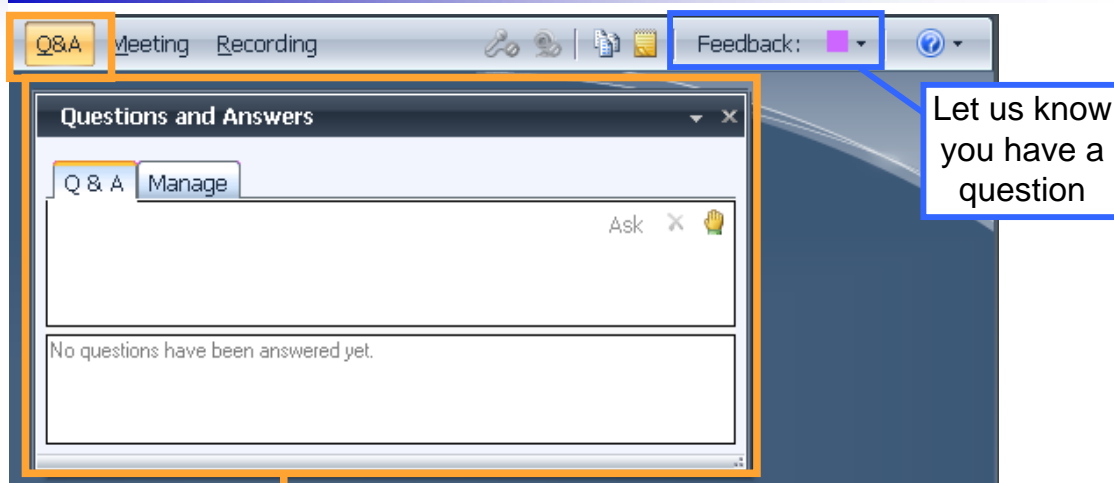 Q&A Meeting Recording Feedback:
Let us know
you have a
question
Questions and Answers
Q & A Manage
Ask
No questions have been answered yet.